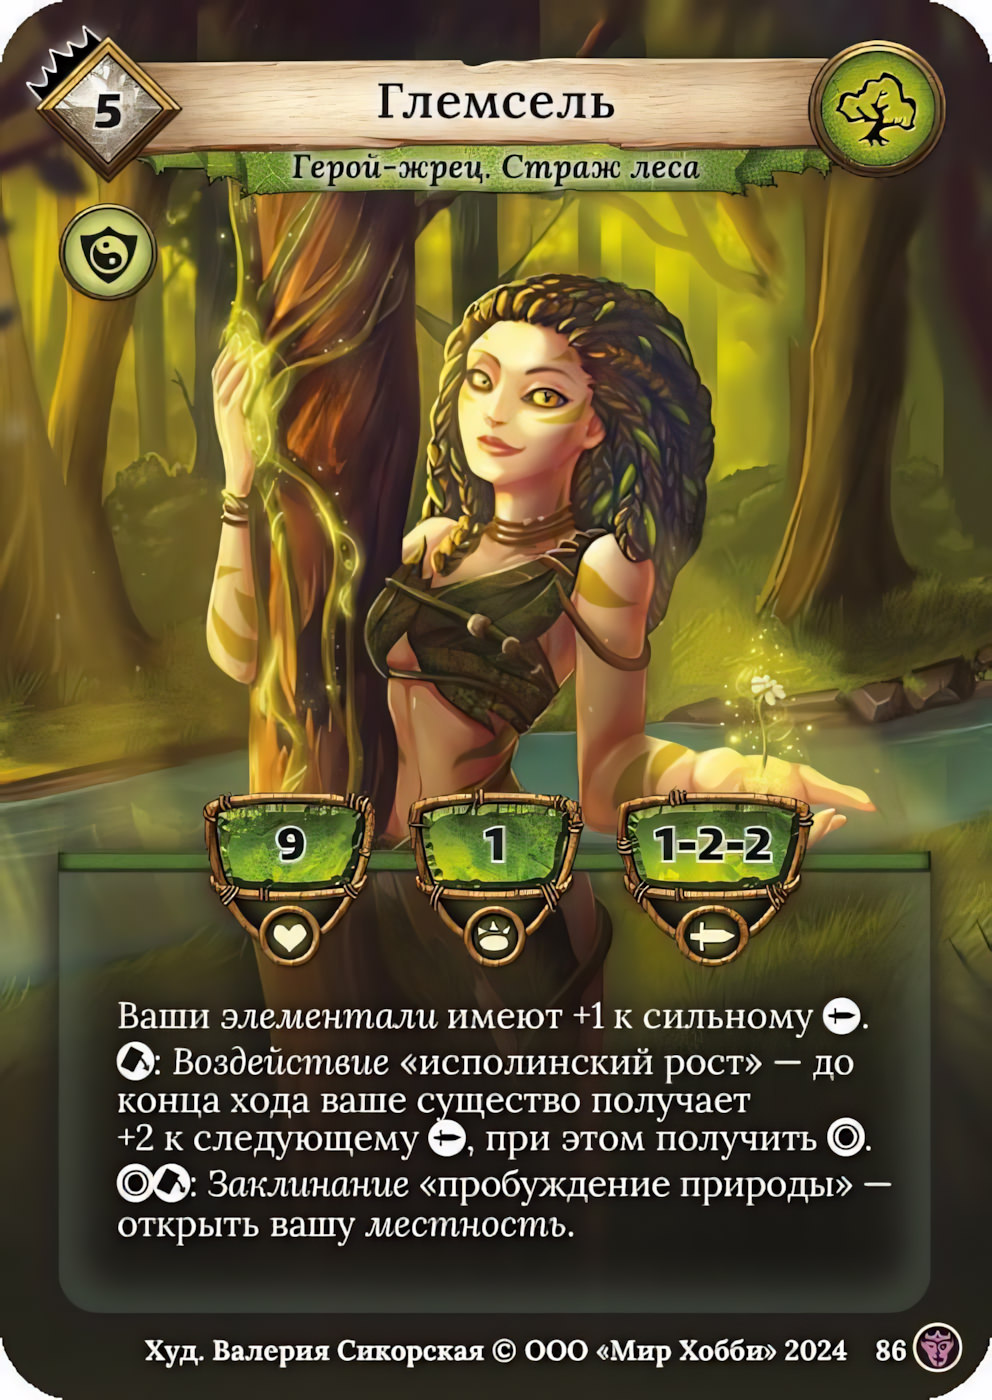 5
Глемсель
Герой-жрец. Страж леса
9
1
1-2-2
Ваши элементали имеют +1 к сильному .
: Воздействие «исполинский рост» — до
конца хода ваше существо получает
+2 к следующему , при этом получить .
: Заклинание «пробуждение природы» —
открыть вашу местность.
Худ. Валерия Сикорская © ООО «Мир Хобби» 2024 86